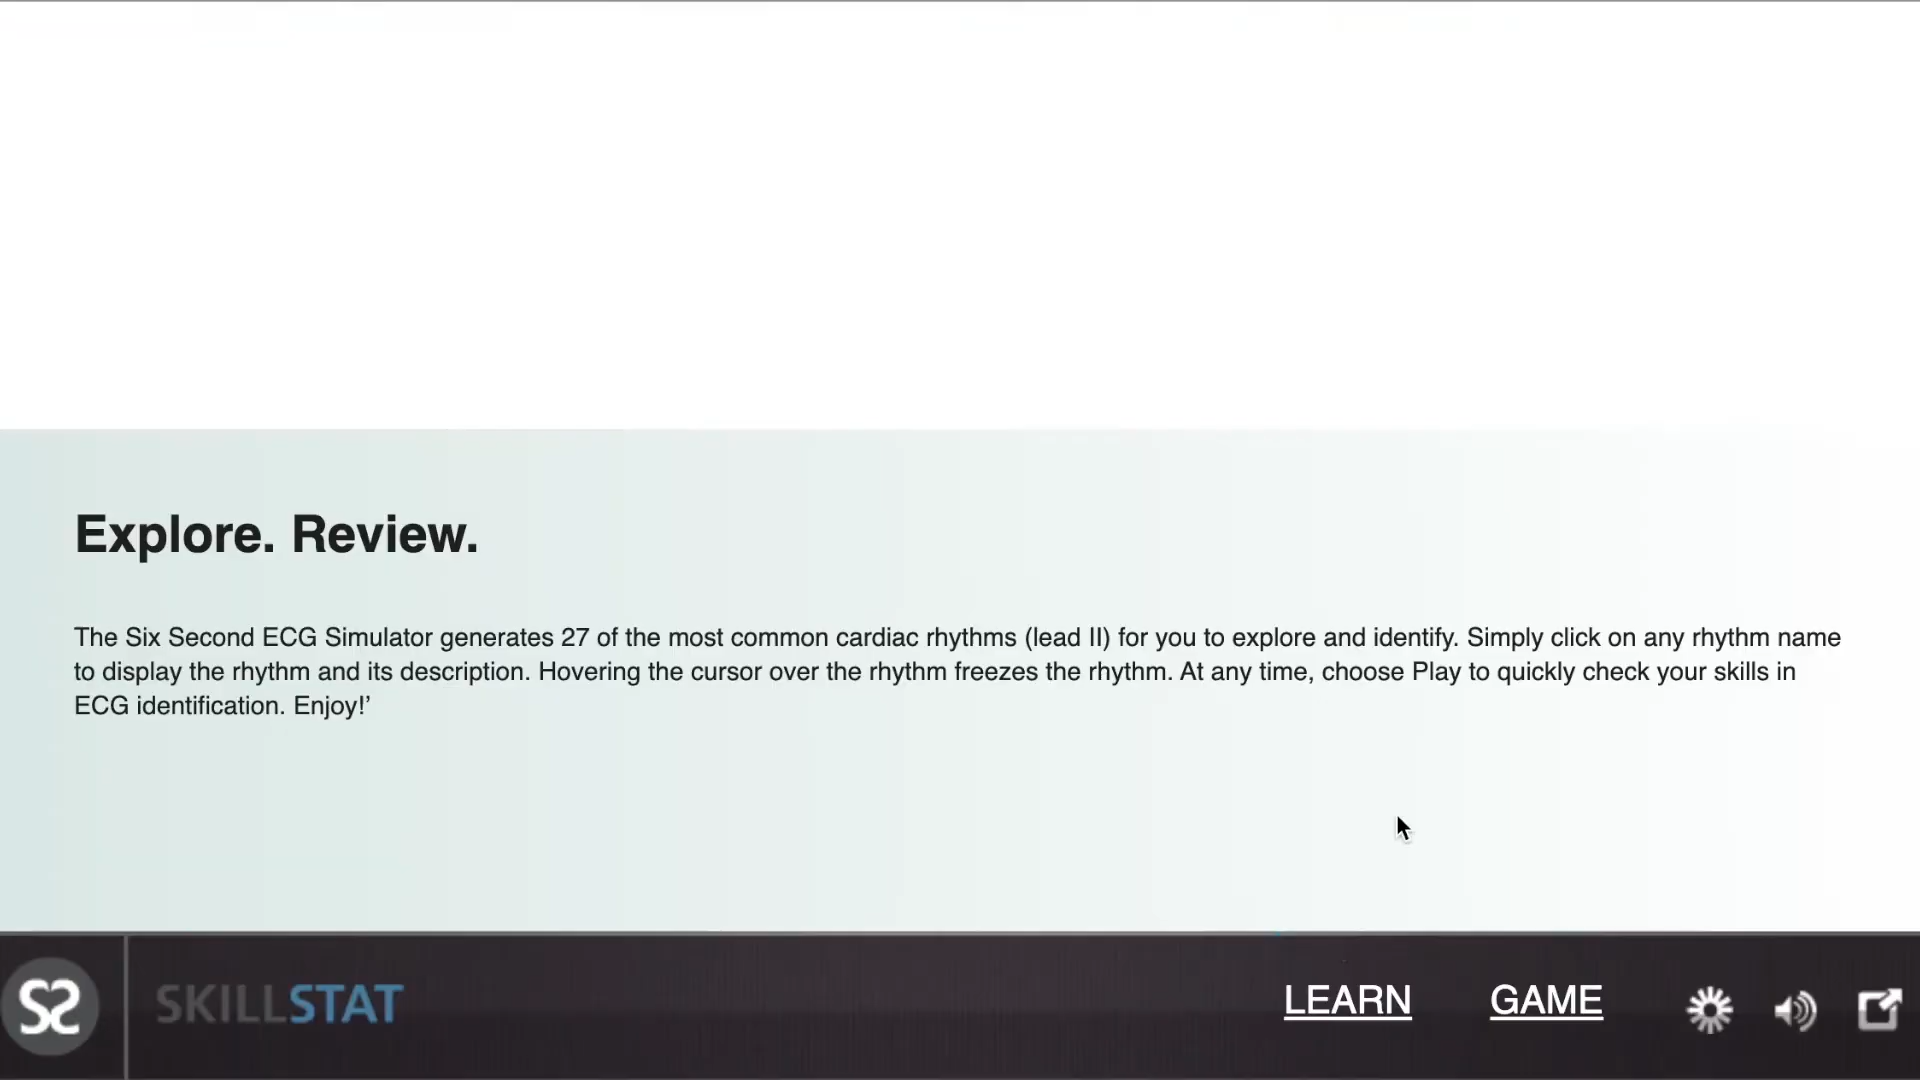 Explore. Review.
The Six Second ECG Simulator generates 27 of the most common cardiac rhythms (lead II) for you to explore and identify. Simply click on any rhythm name
to display the rhythm and its description. Hovering the cursor over the rhythm freezes the rhythm. At any time, choose Play to quickly check your skills in
ECG identification. Enjoy!’
SS SKILLSTAT LEARN GAME